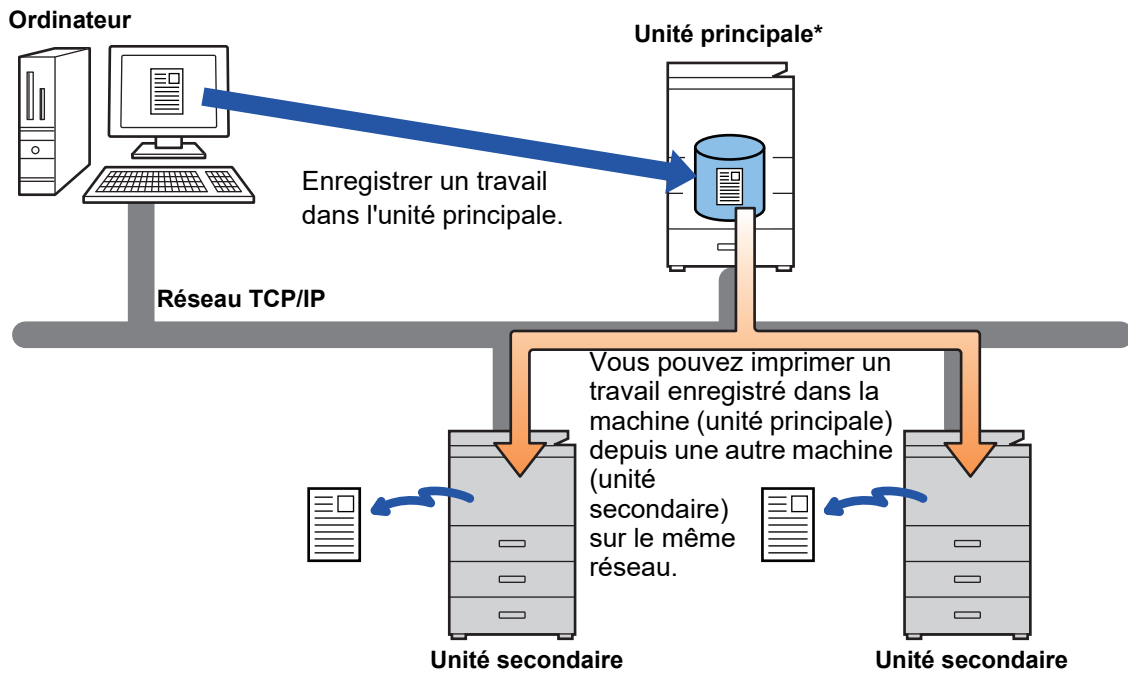 Ordinateur
Unité principale*
Enregistrer un travail
dans l'unité principale.
Réseau TCP/IP
Vous pouvez imprimer un
travail enregistré dans la
machine (unité principale)
depuis une autre machine
(unité
secondaire)
sur le même
réseau.
Unité secondaire
Unité secondaire